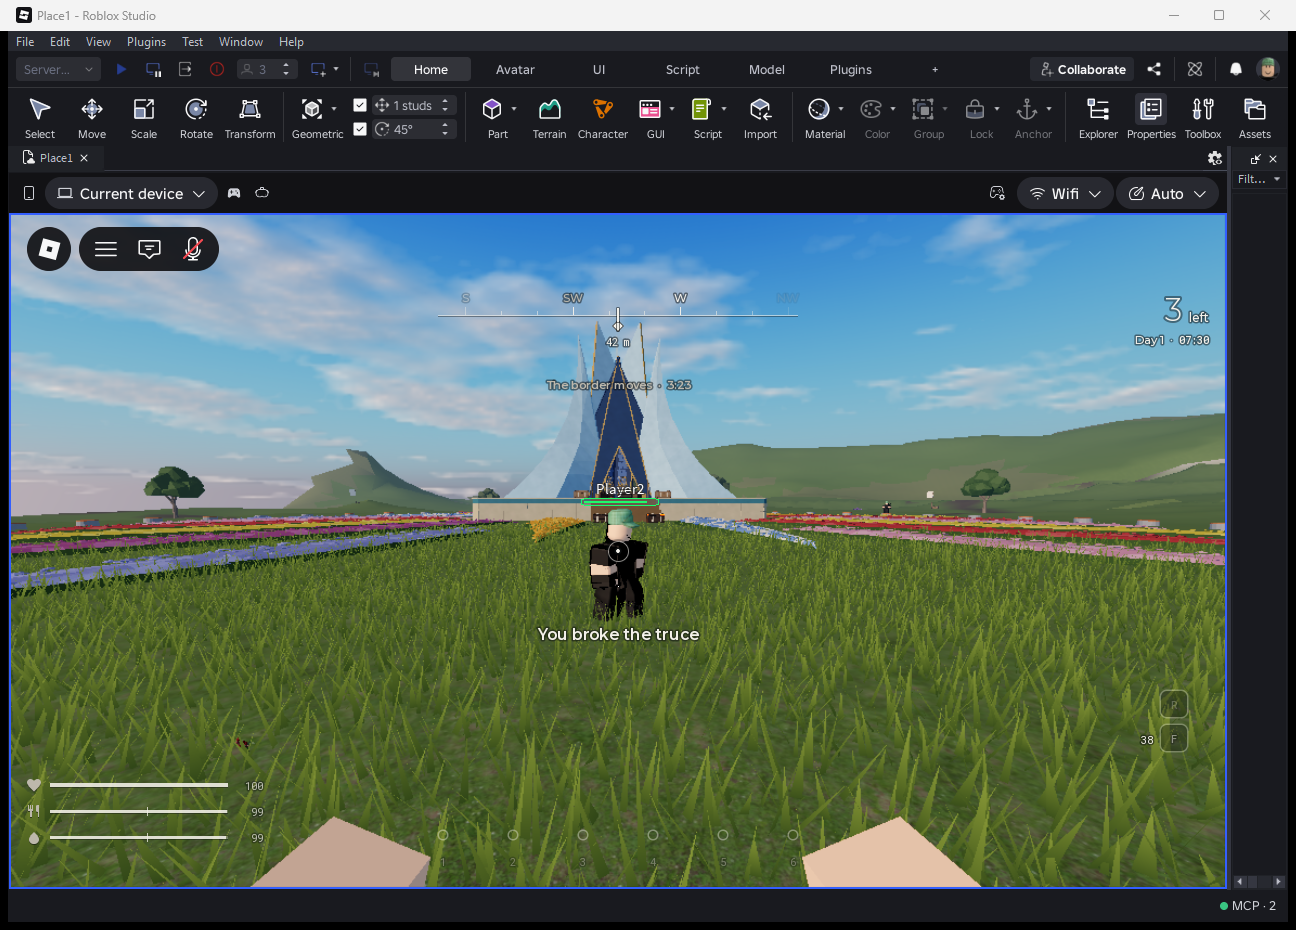 Place1 - Roblox Studio
File Edit View Plugins Test Window Help
Server... 3 Home Avatar UI Script Model Plugins + Collaborate
1 studs
45°
Select Move Scale Rotate Transform Geometric Part Terrain Character GUI Script Import Material Color Group Lock Anchor Explorer Properties Toolbox Assets
Place1
Filt...
Current device Wifi Auto
S SW W NW
3 left
42 m
Day 1 · 07:30
The border moves · 3:23
Player2
You broke the truce
R
38 F
100
99
99
1 2 3 4 5 6
MCP · 2